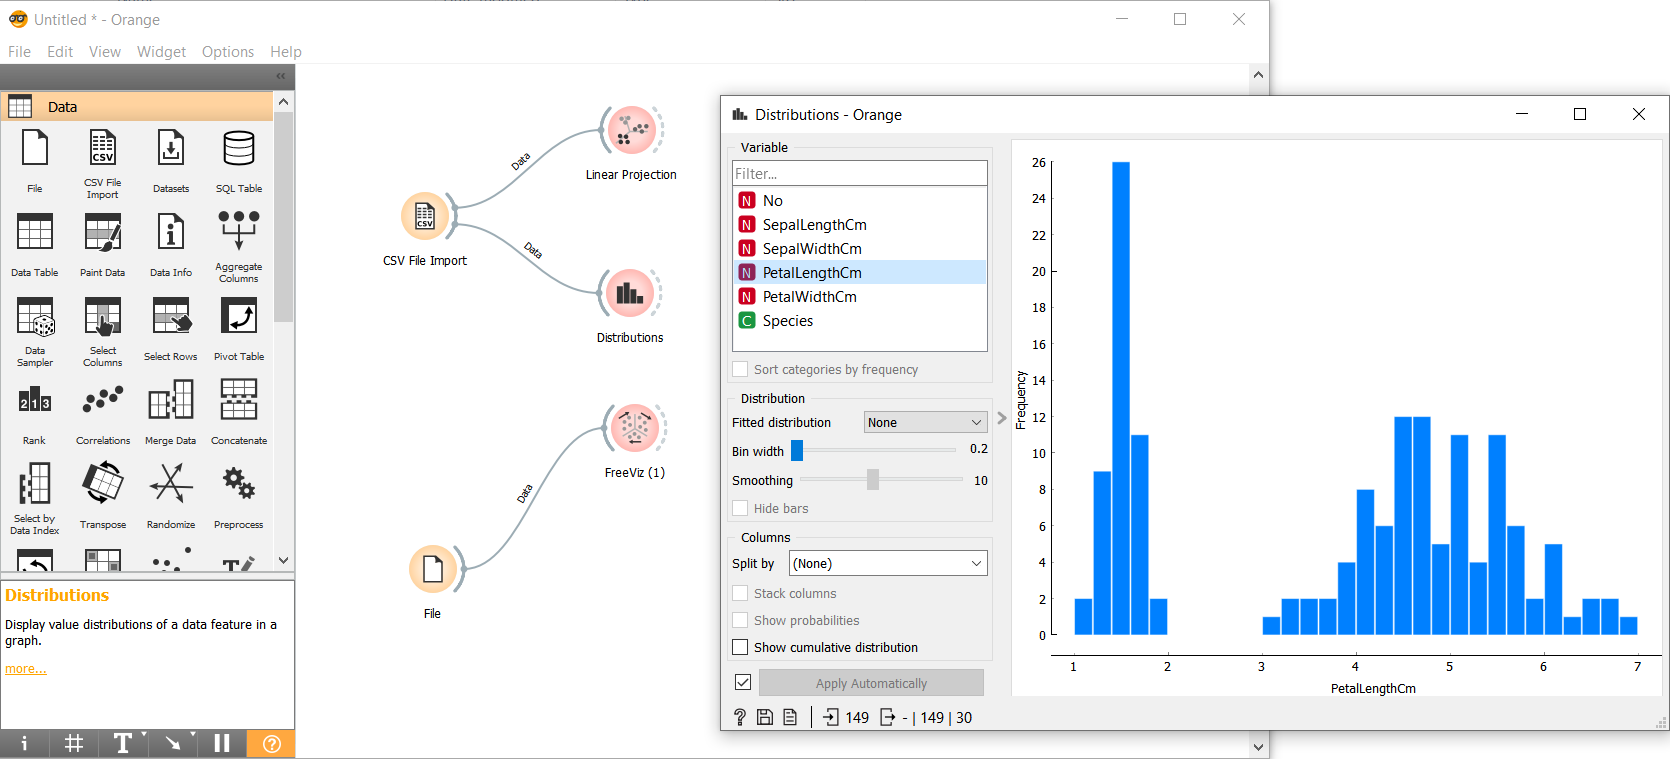 Untitled * - Orange
File Edit View Widget Options Help
Data
File
CSV File
Import
Datasets
SQL Table
Data Table
Paint Data
Data Info
Aggregate
Columns
Data
Sampler
Select
Columns
Select Rows
Pivot Table
Rank
Correlations
Merge Data
Concatenate
Select by
Data Index
Transpose
Randomize
Preprocess
Distributions
Display value distributions of a data feature in a
graph.
more...
Data
Linear Projection
CSV File Import
Data
Distributions
Data
FreeViz (1)
File
Distributions - Orange
Variable
Filter...
N No
N SepalLengthCm
N SepalWidthCm
N PetalLengthCm
N PetalWidthCm
C Species
Sort categories by frequency
Distribution
Fitted distribution None
Bin width 0.2
Smoothing 10
Hide bars
Columns
Split by (None)
Stack columns
Show probabilities
Show cumulative distribution
Apply Automatically
149 - | 149 | 30
Frequency
26
24
22
20
18
16
14
12
10
8
6
4
2
0
1 2 3 4 5 6 7
PetalLengthCm